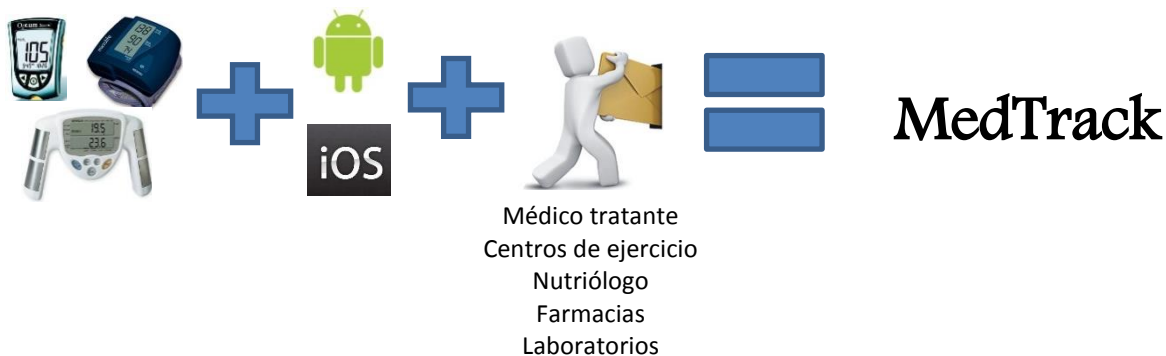 105
iOS
19.5
23.6
MedTrack
Médico tratante
Centros de ejercicio
Nutriólogo
Farmacias
Laboratorios